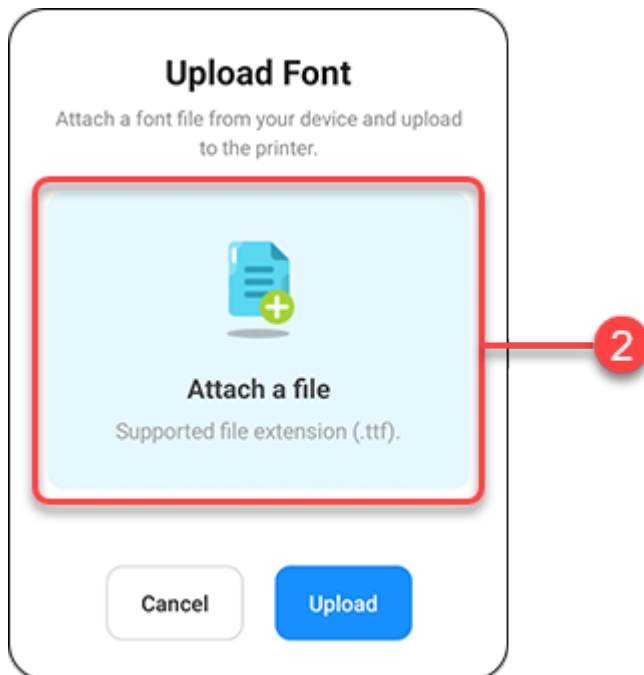 Upload Font
Attach a font file from your device and upload
to the printer.
2
Attach a file
Supported file extension (.ttf).
Cancel
Upload